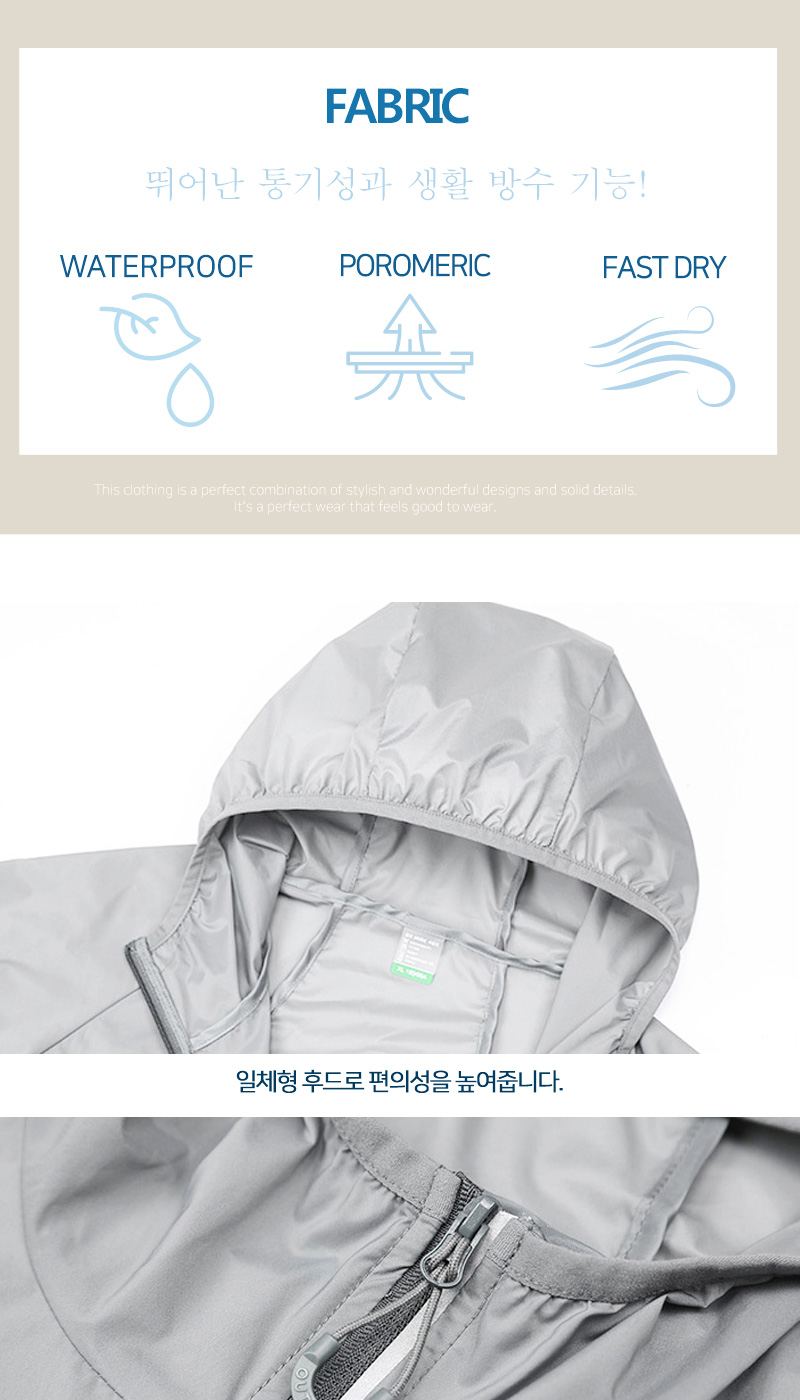 FABRIC
뛰어난 통기성과 생활 방수 기능!
WATERPROOF
POROMERIC
FAST DRY
This clothing is a perfect combination of stylish and wonderful designs and solid details.
It's a perfect wear that feels good to wear.
일체형 후드로 편의성을 높여줍니다.